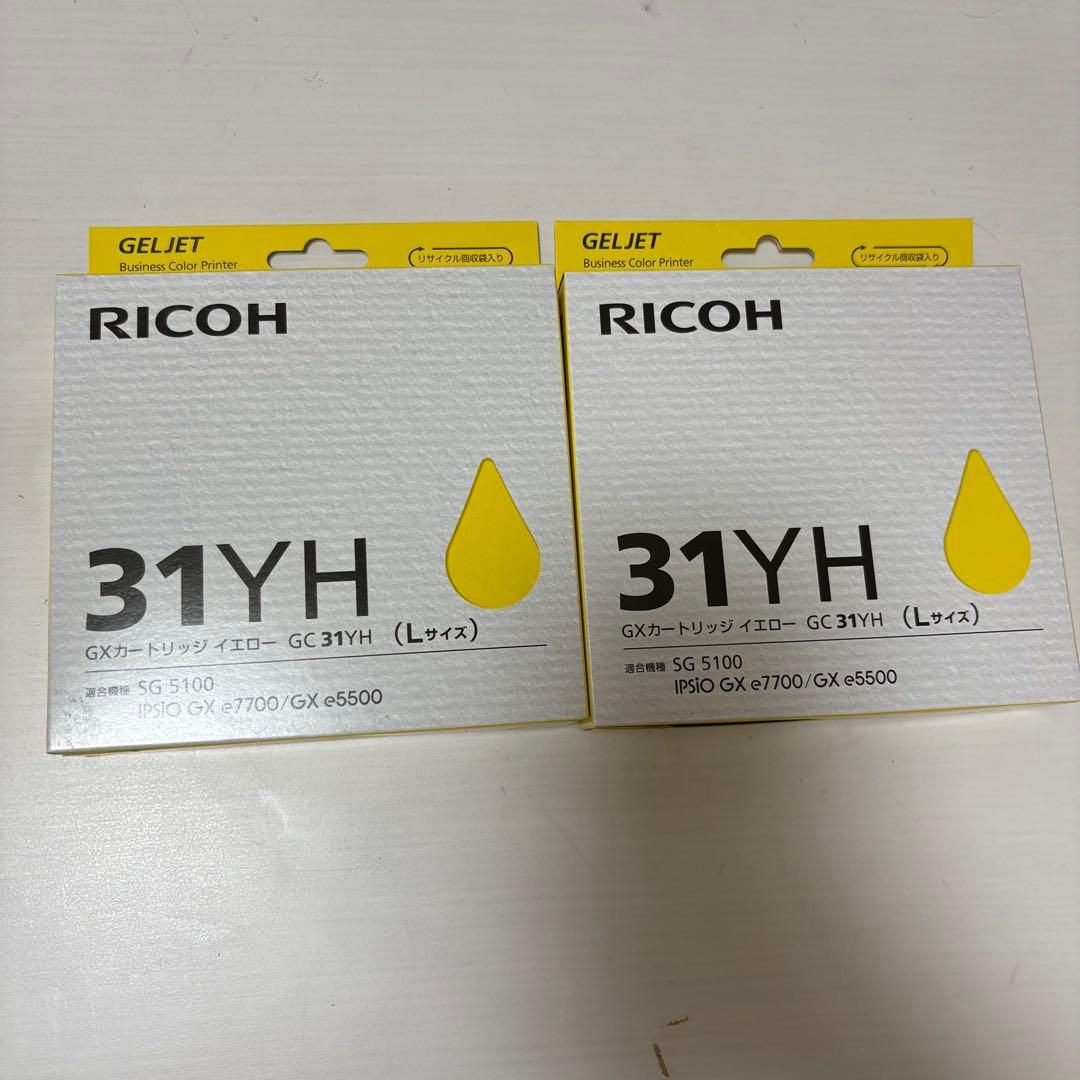 GELJET
Business Color Printer
リサイクル回収袋入り
RICOH
31YH
GXカートリッジ イエロー GC 31YH (Lサイズ)
適合機種 SG 5100
IPSiO GX e7700/GX e5500
GELJET
Business Color Printer
リサイクル回収袋入り
RICOH
31YH
GXカートリッジ イエロー GC 31YH (Lサイズ)
適合機種 SG 5100
IPSiO GX e7700/GX e5500